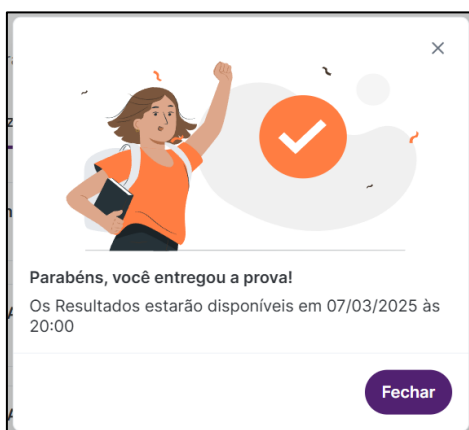 Parabéns, você entregou a prova!
Os Resultados estarão disponíveis em 07/03/2025 às
20:00
Fechar